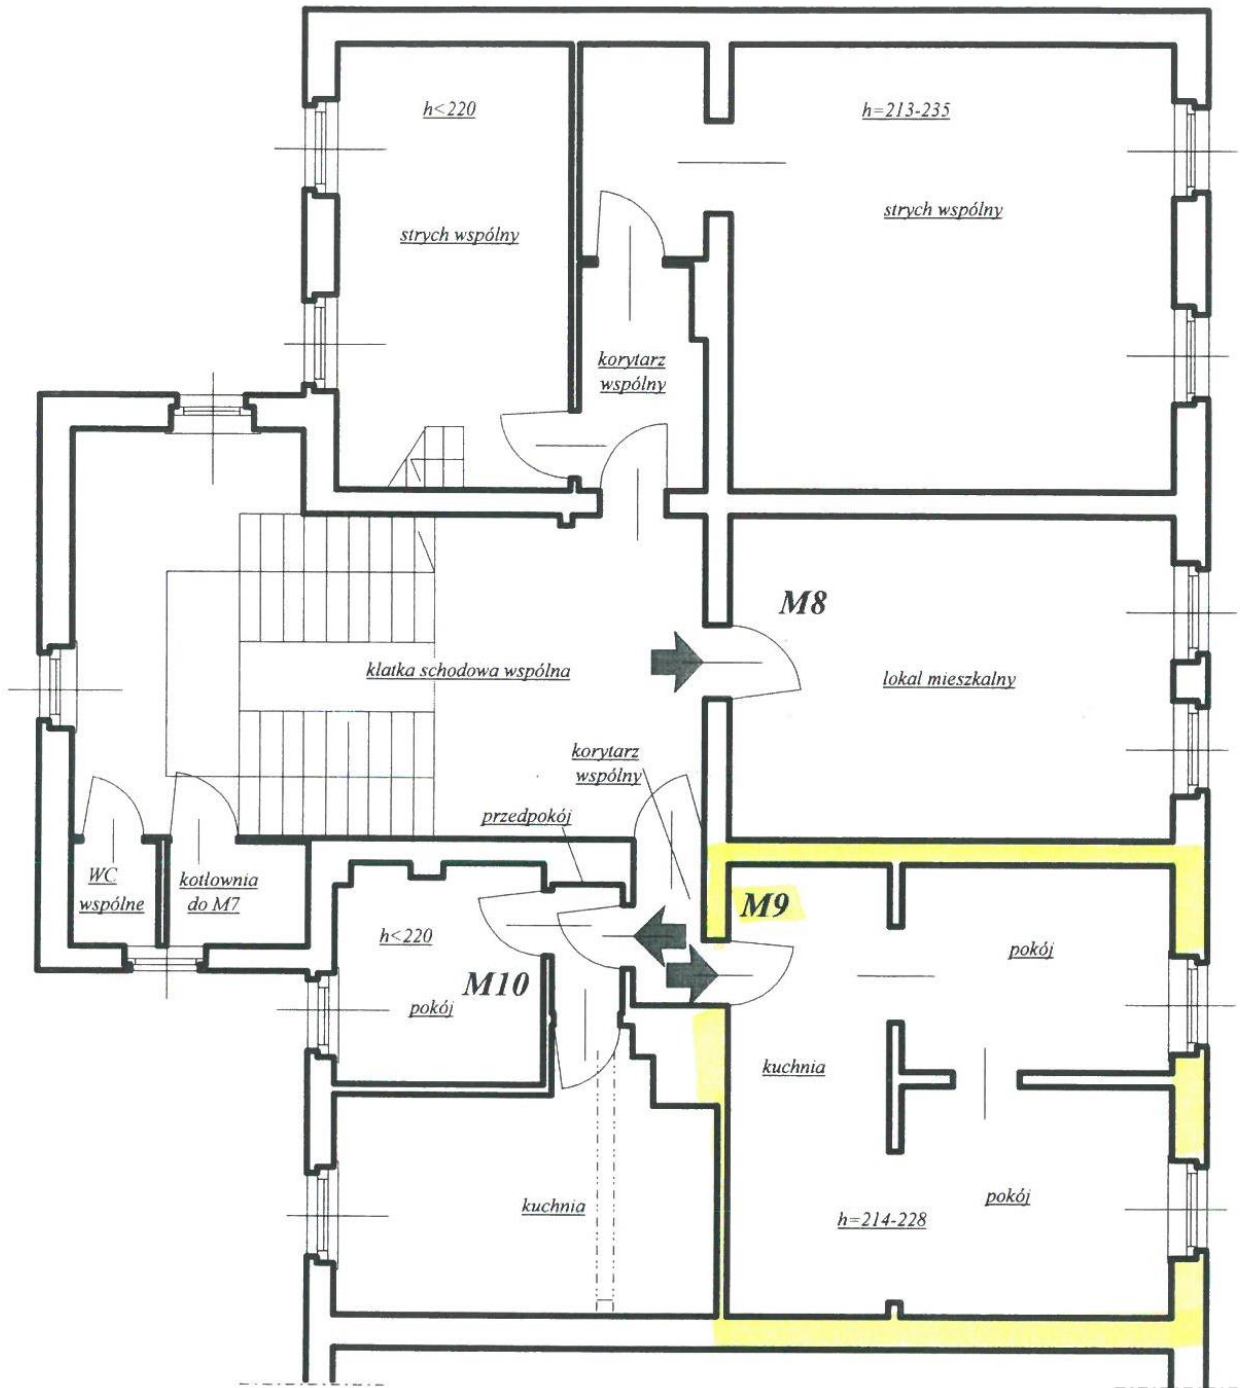 h<220
h=213-235
strych wspólny
strych wspólny
korytarz
wspólny
M8
klatka schodowa wspólna
lokal mieszkalny
korytarz
wspólny
przedpokój
WC
wspólne
kotłownia
do M7
h<220
M9
pokój
M10
pokój
kuchnia
kuchnia
pokój
h=214-228